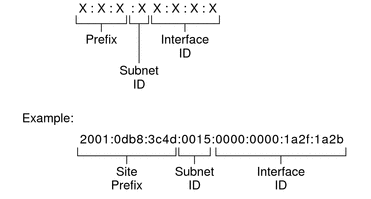 X : X : X : X X : X : X : X
Prefix
Interface
ID
Subnet
ID
Example:
2001:0db8:3c4d:0015:0000:0000:1a2f:1a2b
Site
Prefix
Subnet
ID
Interface
ID